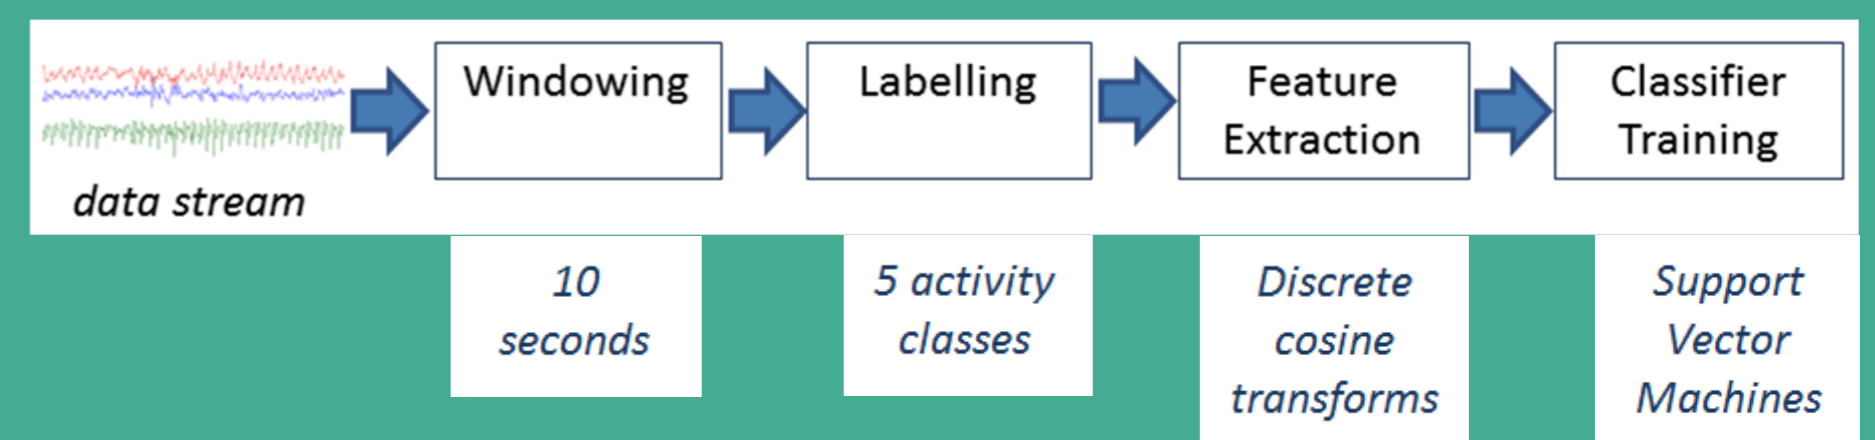 data stream
Windowing
Labelling
Feature
Extraction
Classifier
Training
10
seconds
5 activity
classes
Discrete
cosine
transforms
Support
Vector
Machines